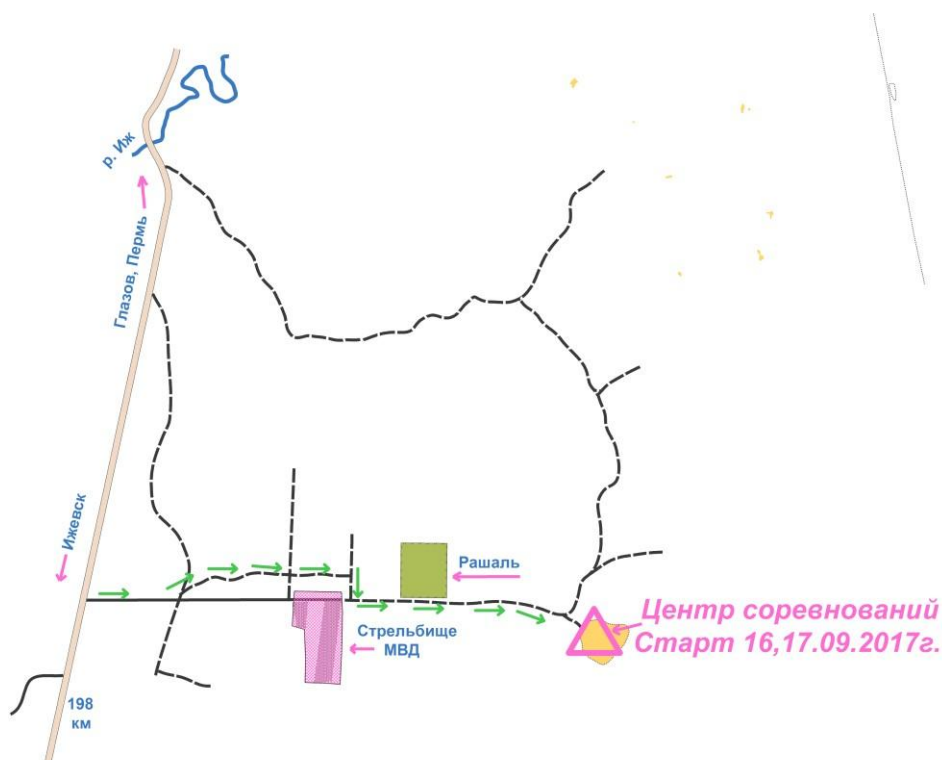 р. Иж
Глазов, Пермь
Ижевск
Рашаль
Центр соревнований
Старт 16,17.09.2017г.
Стрельбище
МВД
198
км